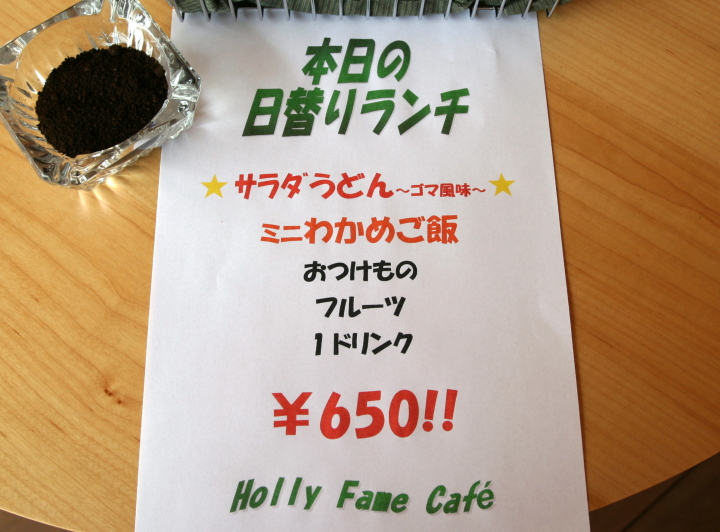 本日の
日替りランチ
★サラダうどん～ゴマ風味～★
ミニわかめご飯
おつけもの
フルーツ
1ドリンク
￥650!!
Holly Fame Café